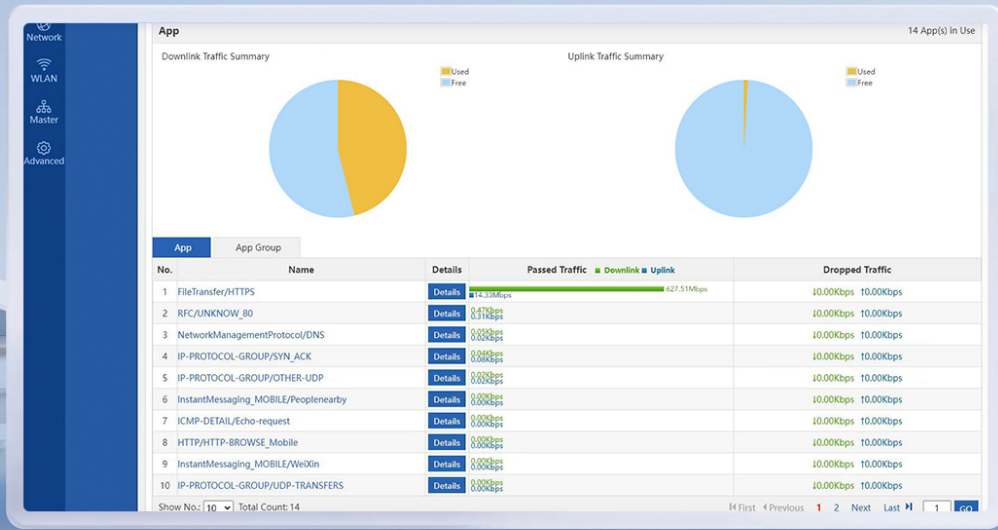 Network
WLAN
Master
Advanced
App
14 App(s) in Use
Downlink Traffic Summary
Used
Free
Uplink Traffic Summary
Used
Free
App App Group
No. Name Details Passed Traffic Downlink Uplink Dropped Traffic
1 FileTransfer/HTTPS Details 627.51Mbps 14.33Mbps ↓0.00Kbps ↑0.00Kbps
2 RFC/UNKNOW_80 Details 0.47Kbps 0.31Kbps ↓0.00Kbps ↑0.00Kbps
3 NetworkManagementProtocol/DNS Details 0.05Kbps 0.02Kbps ↓0.00Kbps ↑0.00Kbps
4 IP-PROTOCOL-GROUP/SYN_ACK Details 0.04Kbps 0.08Kbps ↓0.00Kbps ↑0.00Kbps
5 IP-PROTOCOL-GROUP/OTHER-UDP Details 0.02Kbps 0.02Kbps ↓0.00Kbps ↑0.00Kbps
6 InstantMessaging_MOBILE/Peoplenearby Details 0.00Kbps 0.00Kbps ↓0.00Kbps ↑0.00Kbps
7 ICMP-DETAIL/Echo-request Details 0.00Kbps 0.00Kbps ↓0.00Kbps ↑0.00Kbps
8 HTTP/HTTP-BROWSE_Mobile Details 0.00Kbps 0.00Kbps ↓0.00Kbps ↑0.00Kbps
9 InstantMessaging_MOBILE/WeiXin Details 0.00Kbps 0.00Kbps ↓0.00Kbps ↑0.00Kbps
10 IP-PROTOCOL-GROUP/UDP-TRANSFERS Details 0.00Kbps 0.00Kbps ↓0.00Kbps ↑0.00Kbps
Show No.: 10 Total Count: 14 First Previous 1 2 Next Last 1 GO